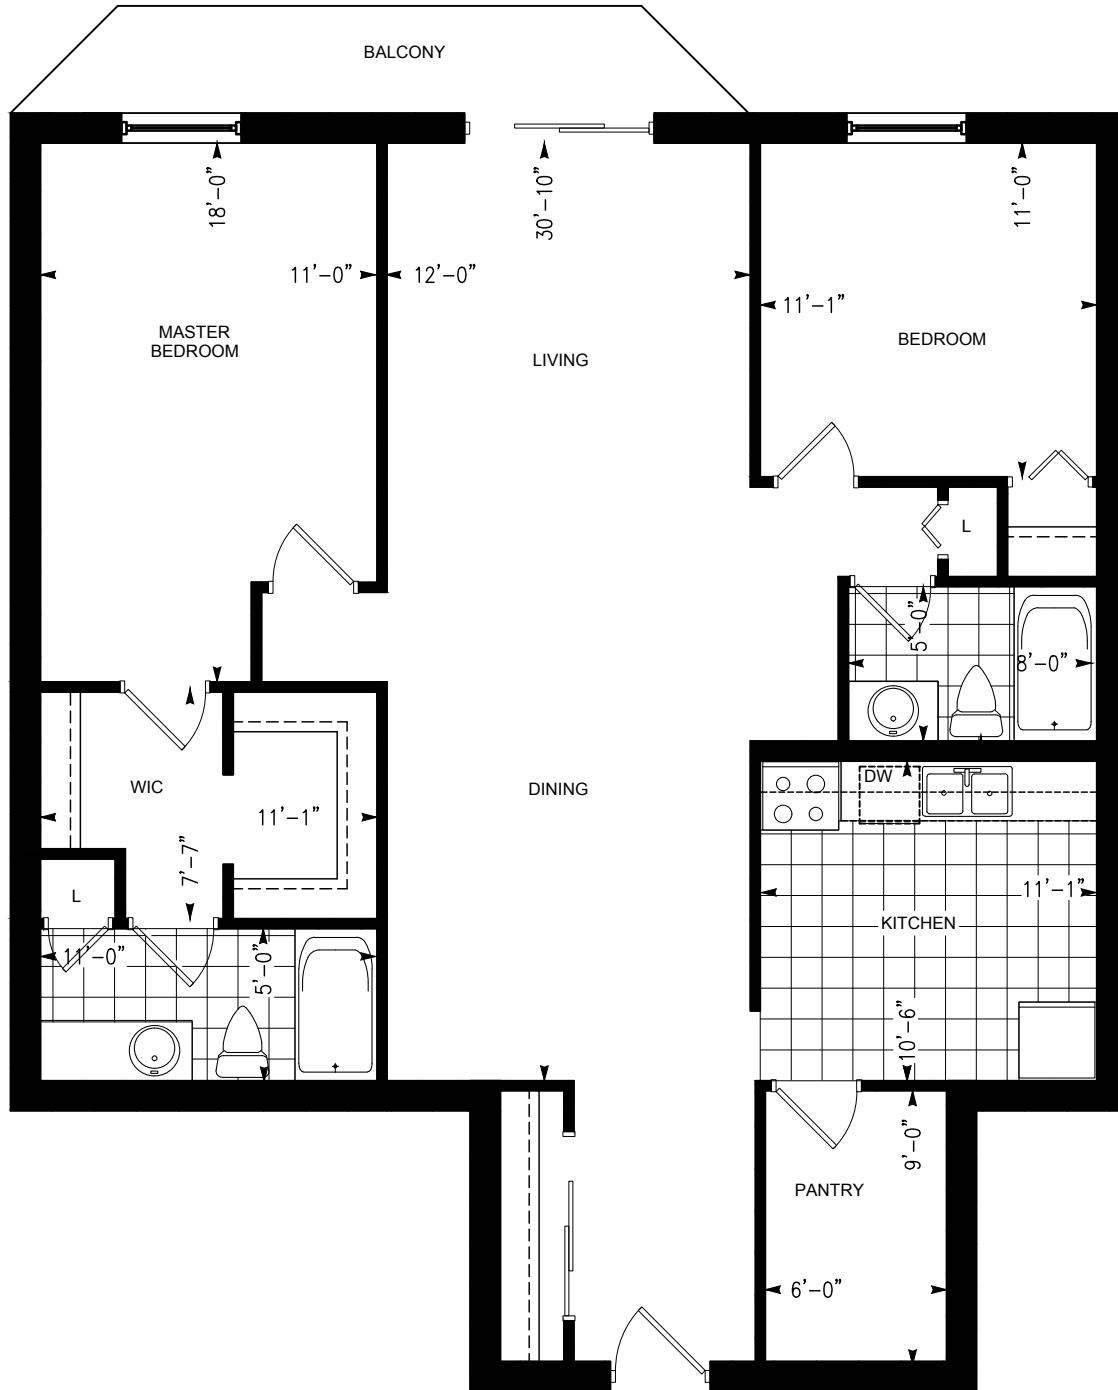 BALCONY
18'-0"
30'-10"
11'-0"
11'-0"
12'-0"
11'-1"
MASTER
BEDROOM
LIVING
BEDROOM
L
5'-0"
8'-0"
WIC
11'-1"
7'-7"
DINING
DW
L
11'-1"
KITCHEN
11'-0"
5'-0"
10'-6"
9'-0"
PANTRY
6'-0"